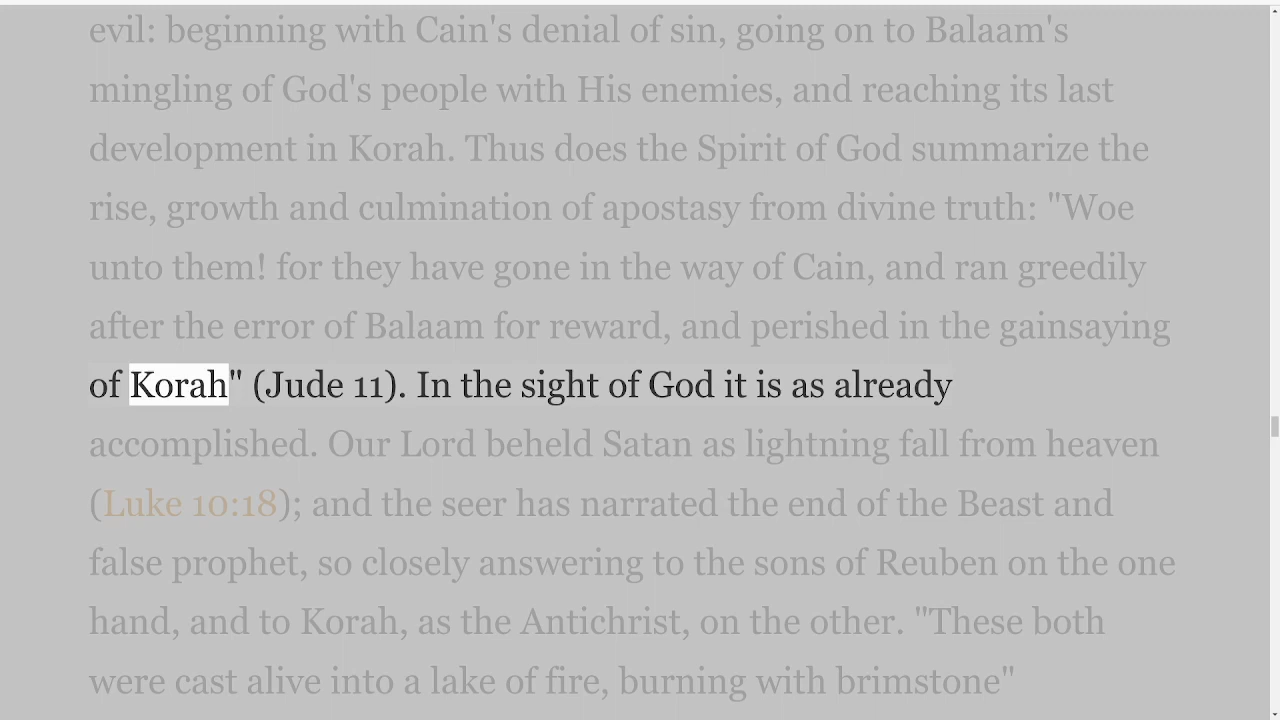 evil: beginning with Cain's denial of sin, going on to Balaam's
mingling of God's people with His enemies, and reaching its last
development in Korah. Thus does the Spirit of God summarize the
rise, growth and culmination of apostasy from divine truth: "Woe
unto them! for they have gone in the way of Cain, and ran greedily
after the error of Balaam for reward, and perished in the gainsaying
of Korah" (Jude 11). In the sight of God it is as already
accomplished. Our Lord beheld Satan as lightning fall from heaven
(Luke 10:18); and the seer has narrated the end of the Beast and
false prophet, so closely answering to the sons of Reuben on the one
hand, and to Korah, as the Antichrist, on the other. "These both
were cast alive into a lake of fire, burning with brimstone"